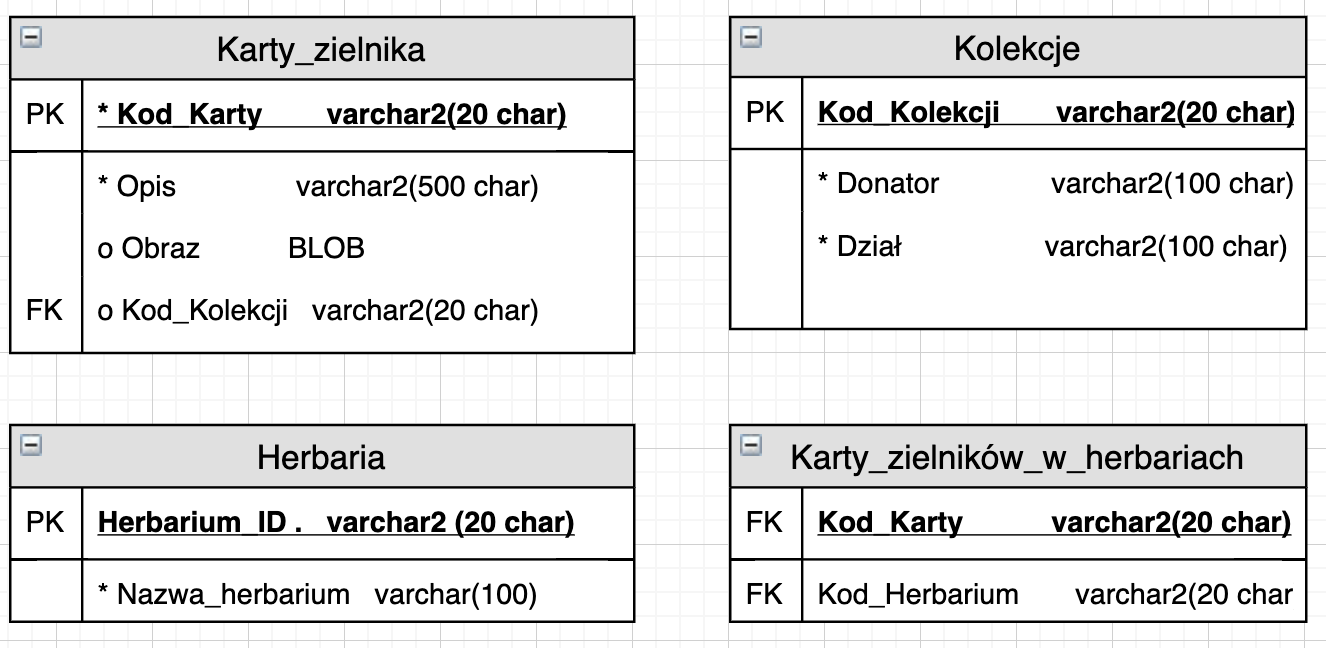 Karty_zielnika
PK * Kod_Karty varchar2(20 char)
* Opis varchar2(500 char)
o Obraz BLOB
FK o Kod_Kolekcji varchar2(20 char)
Kolekcje
PK Kod_Kolekcji varchar2(20 char)
* Donator varchar2(100 char)
* Dział varchar2(100 char)
Herbaria
PK Herbarium_ID . varchar2 (20 char)
* Nazwa_herbarium varchar(100)
Karty_zielników_w_herbariach
FK Kod_Karty varchar2(20 char)
FK Kod_Herbarium varchar2(20 char